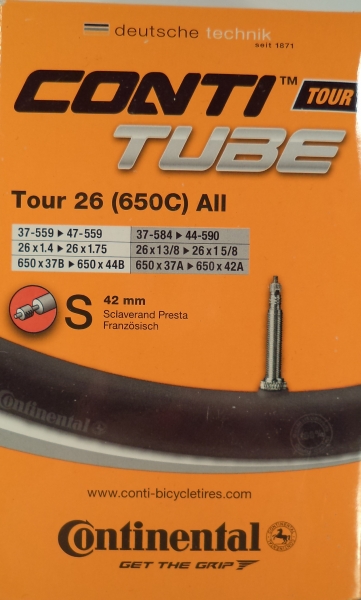 deutsche technik
seit 1871
CONTI™ TOUR
TUBE
Tour 26 (650C) All
37-559 ▸ 47-559 37-584 ▸ 44-590
26 x 1.4 ▸ 26 x 1.75 26 x 13/8 ▸ 26 x 1 5/8
650 x 37B ▸ 650 x 44B 650 x 37A ▸ 650 x 42A
S 42 mm
Sclaverand Presta
Französisch
Continental
www.conti-bicycletires.com
Continental
GET THE GRIP